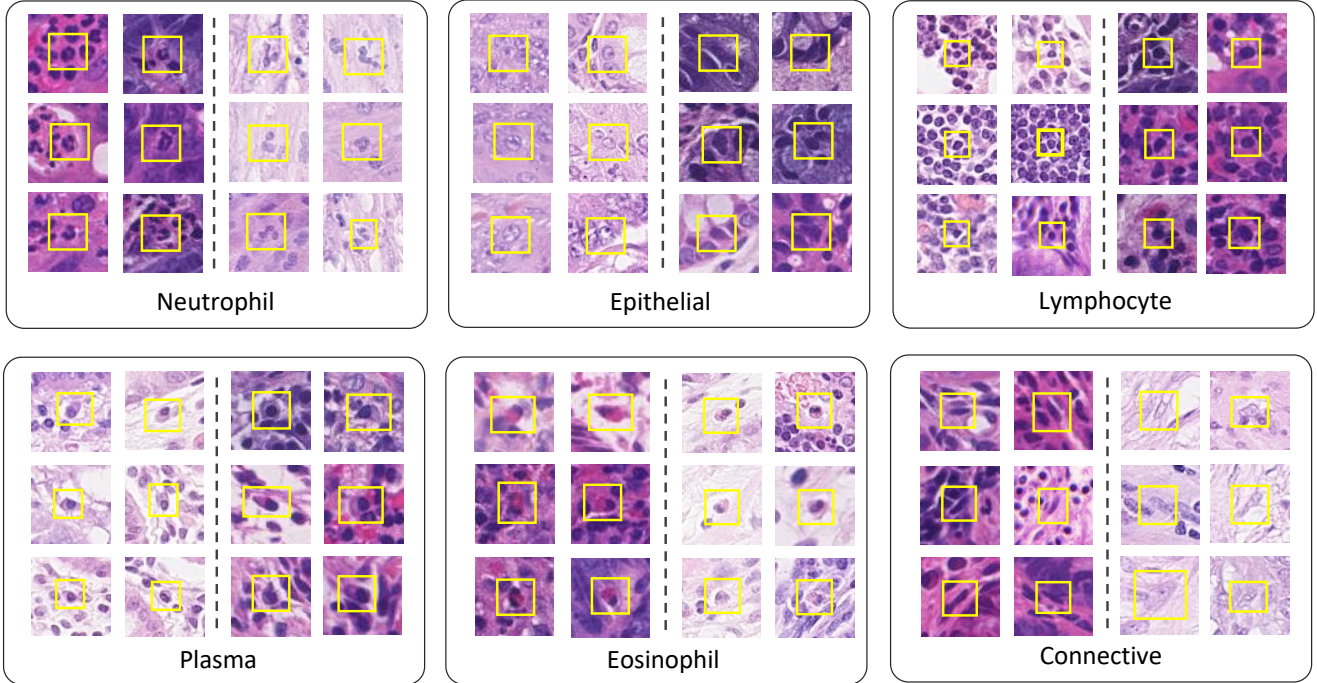 Neutrophil
Epithelial
Lymphocyte
Plasma
Eosinophil
Connective